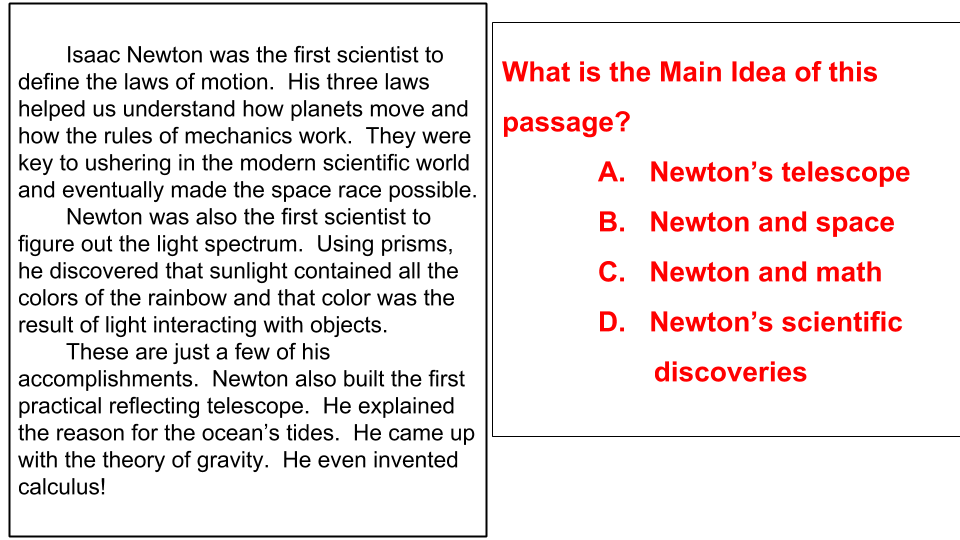 Isaac Newton was the first scientist to
define the laws of motion.  His three laws
helped us understand how planets move and
how the rules of mechanics work.  They were
key to ushering in the modern scientific world
and eventually made the space race possible.
Newton was also the first scientist to
figure out the light spectrum.  Using prisms,
he discovered that sunlight contained all the
colors of the rainbow and that color was the
result of light interacting with objects.
These are just a few of his
accomplishments.  Newton also built the first
practical reflecting telescope.  He explained
the reason for the ocean's tides.  He came up
with the theory of gravity.  He even invented
calculus!
What is the Main Idea of this
passage?
A. Newton's telescope
B. Newton and space
C. Newton and math
D. Newton's scientific
discoveries